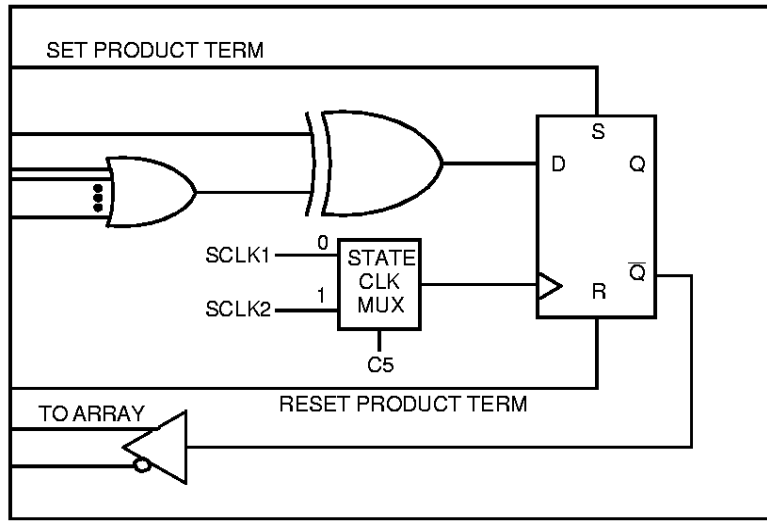 SET PRODUCT TERM
S
D
Q
SCLK1
0
STATE
CLK
MUX
Q̅
1
R
SCLK2
C5
RESET PRODUCT TERM
TO ARRAY